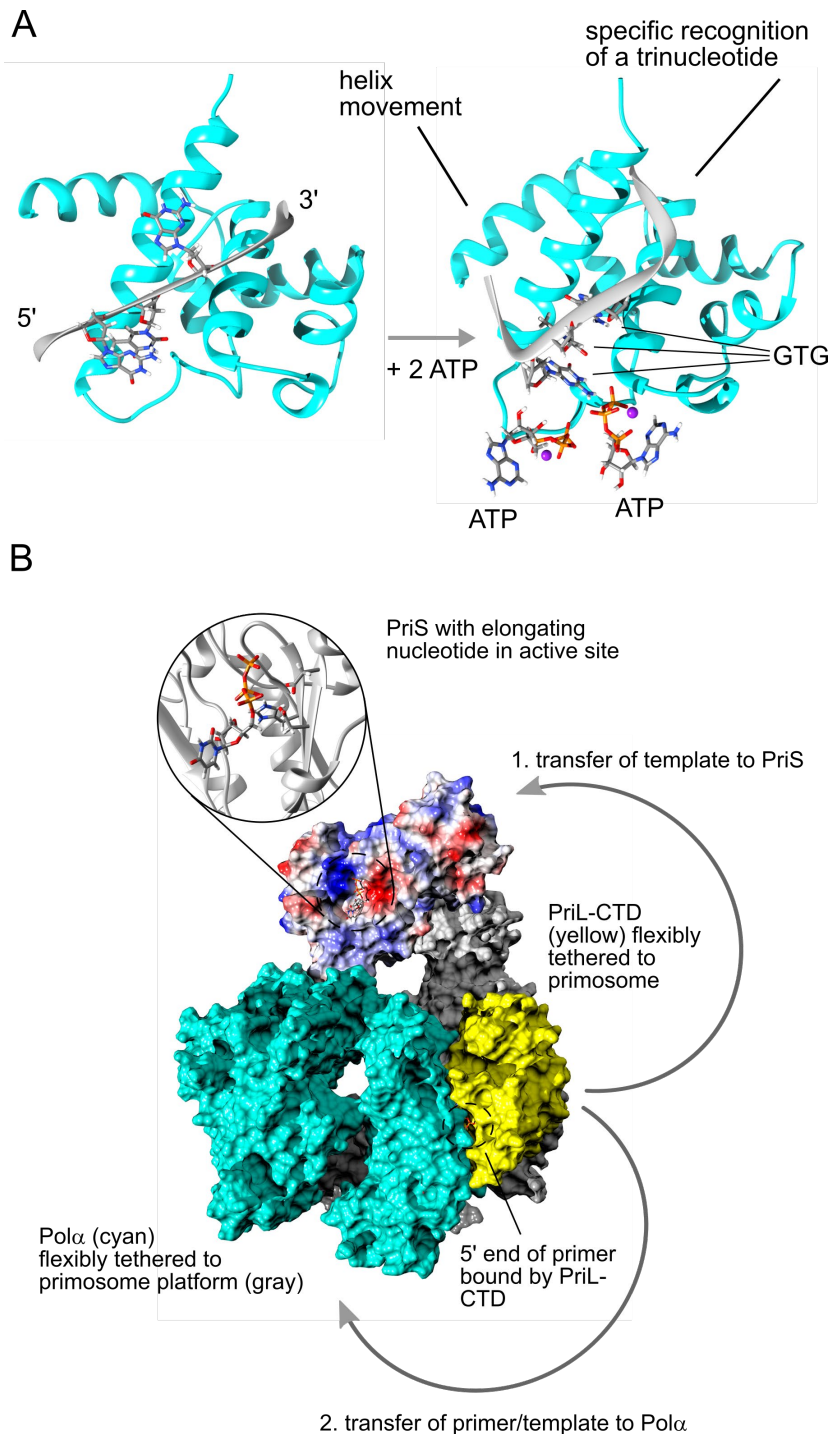 A
specific recognition
of a trinucleotide
helix
movement
3'
5'
+ 2 ATP
GTG
ATP
ATP
B
PriS with elongating
nucleotide in active site
1. transfer of template to PriS
PriL-CTD
(yellow) flexibly
tethered to
primosome
Polα (cyan)
flexibly tethered to
primosome platform (gray)
5' end of primer
bound by PriL-
CTD
2. transfer of primer/template to Polα